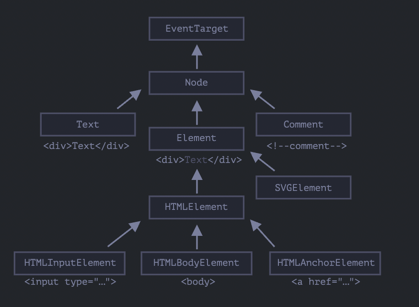 EventTarget
Node
Text
<div>Text</div>
Element
<div>Text</div>
Comment
<!--comment-->
SVGElement
HTMLElement
HTMLInputElement
<input type="…">
HTMLBodyElement
<body>
HTMLAnchorElement
<a href="…">